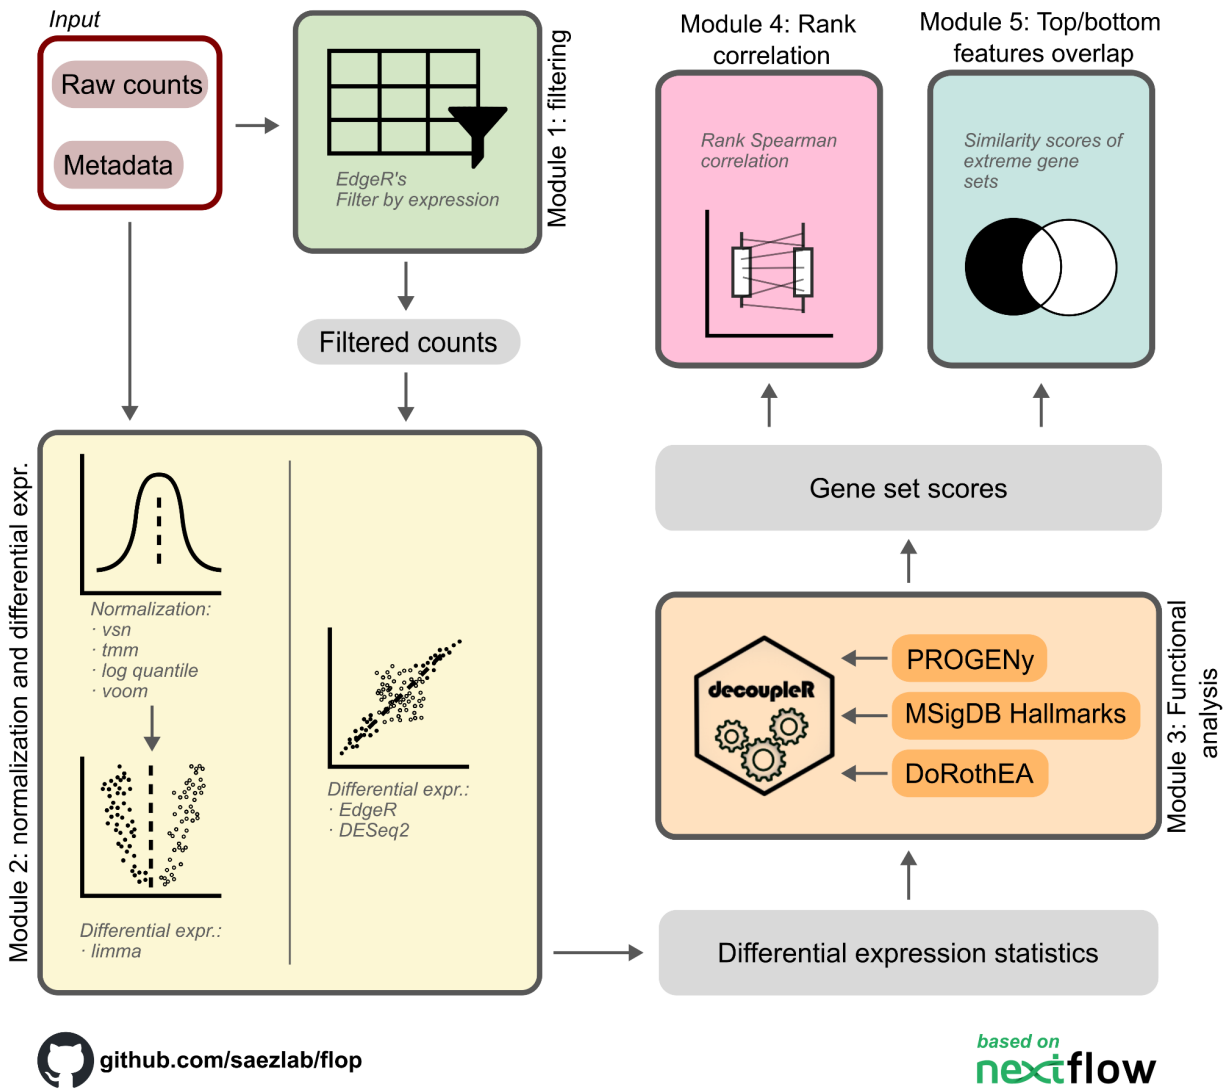 Input
Raw counts
Metadata
EdgeR's
Filter by expression
Module 1: filtering
Filtered counts
Module 2: normalization and differential expr.
Normalization:
· vsn
· tmm
· log quantile
· voom
Differential expr.:
· limma
Differential expr.:
· EdgeR
· DESeq2
Module 4: Rank
correlation
Rank Spearman
correlation
Module 5: Top/bottom
features overlap
Similarity scores of
extreme gene
sets
Gene set scores
decoupleR
PROGENy
MSigDB Hallmarks
DoRothEA
Module 3: Functional
analysis
Differential expression statistics
github.com/saezlab/flop
based on
nextflow